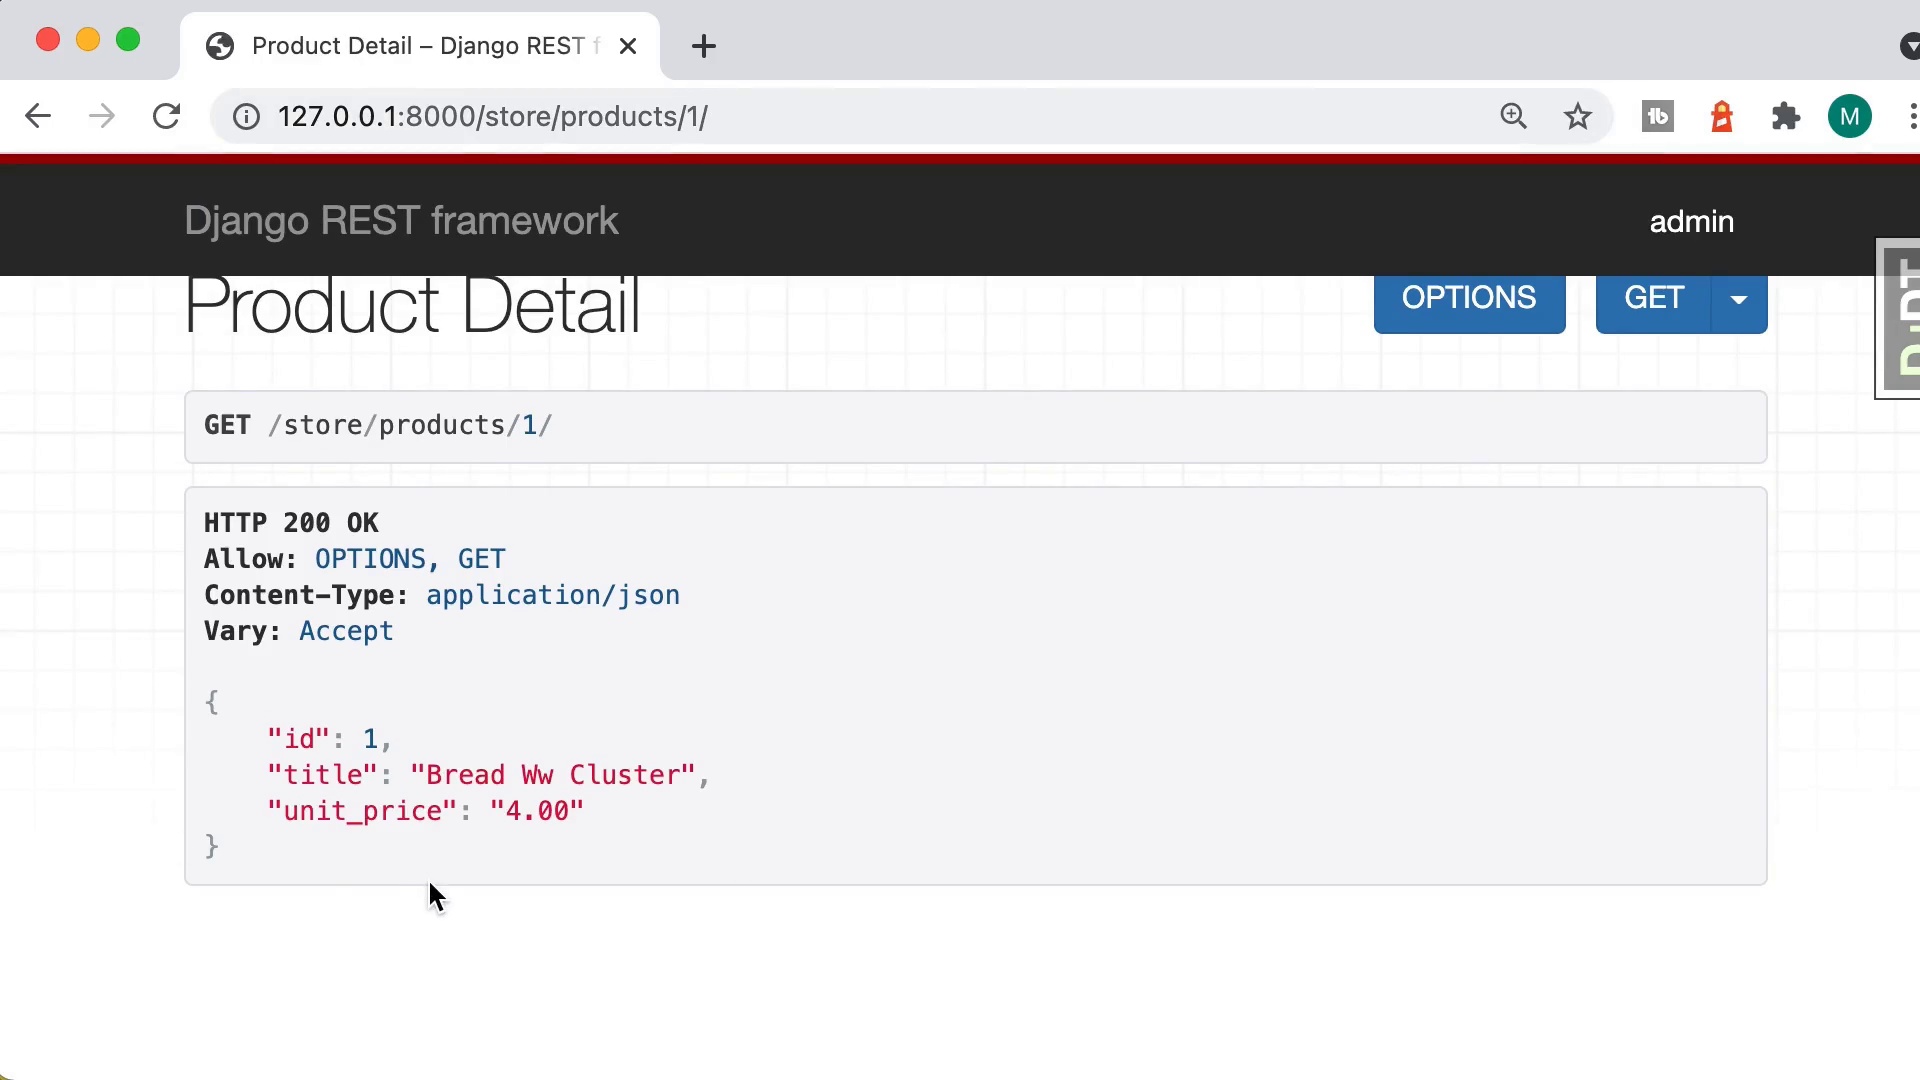 Product Detail – Django REST f
127.0.0.1:8000/store/products/1/
M
Django REST framework
admin
Product Detail
OPTIONS
GET
GET /store/products/1/
HTTP 200 OK
Allow: OPTIONS, GET
Content-Type: application/json
Vary: Accept
{
    "id": 1,
    "title": "Bread Ww Cluster",
    "unit_price": "4.00"
}